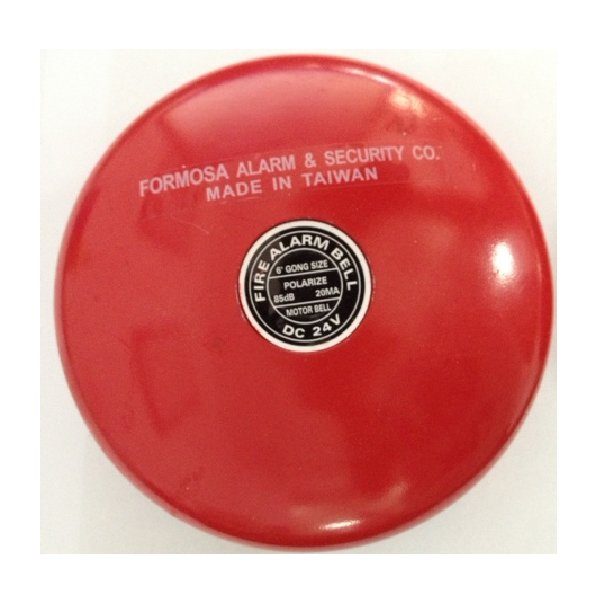 FORMOSA ALARM & SECURITY CO.
MADE IN TAIWAN
FIRE ALARM BELL
6' GONG SIZE
POLARIZE
85dB 20MA
MOTOR BELL
DC 24V